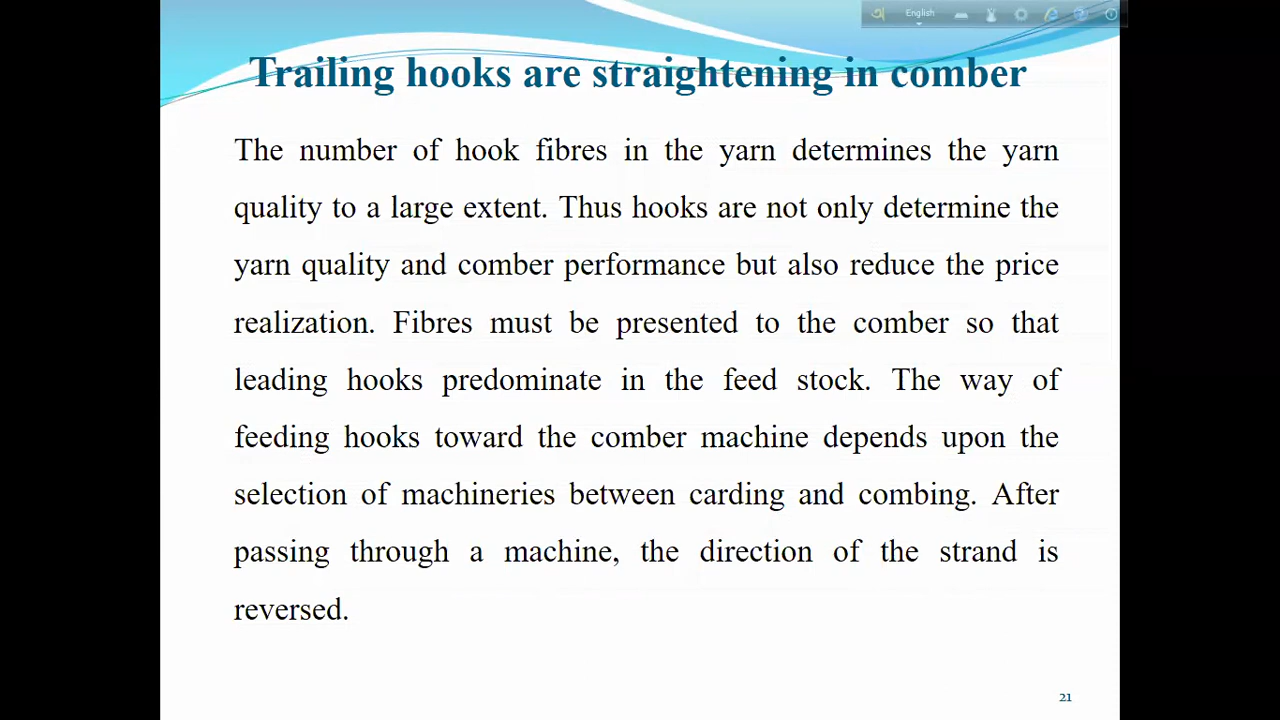 অ English
Trailing hooks are straightening in comber
The number of hook fibres in the yarn determines the yarn
quality to a large extent. Thus hooks are not only determine the
yarn quality and comber performance but also reduce the price
realization. Fibres must be presented to the comber so that
leading hooks predominate in the feed stock. The way of
feeding hooks toward the comber machine depends upon the
selection of machineries between carding and combing. After
passing through a machine, the direction of the strand is
reversed.
21